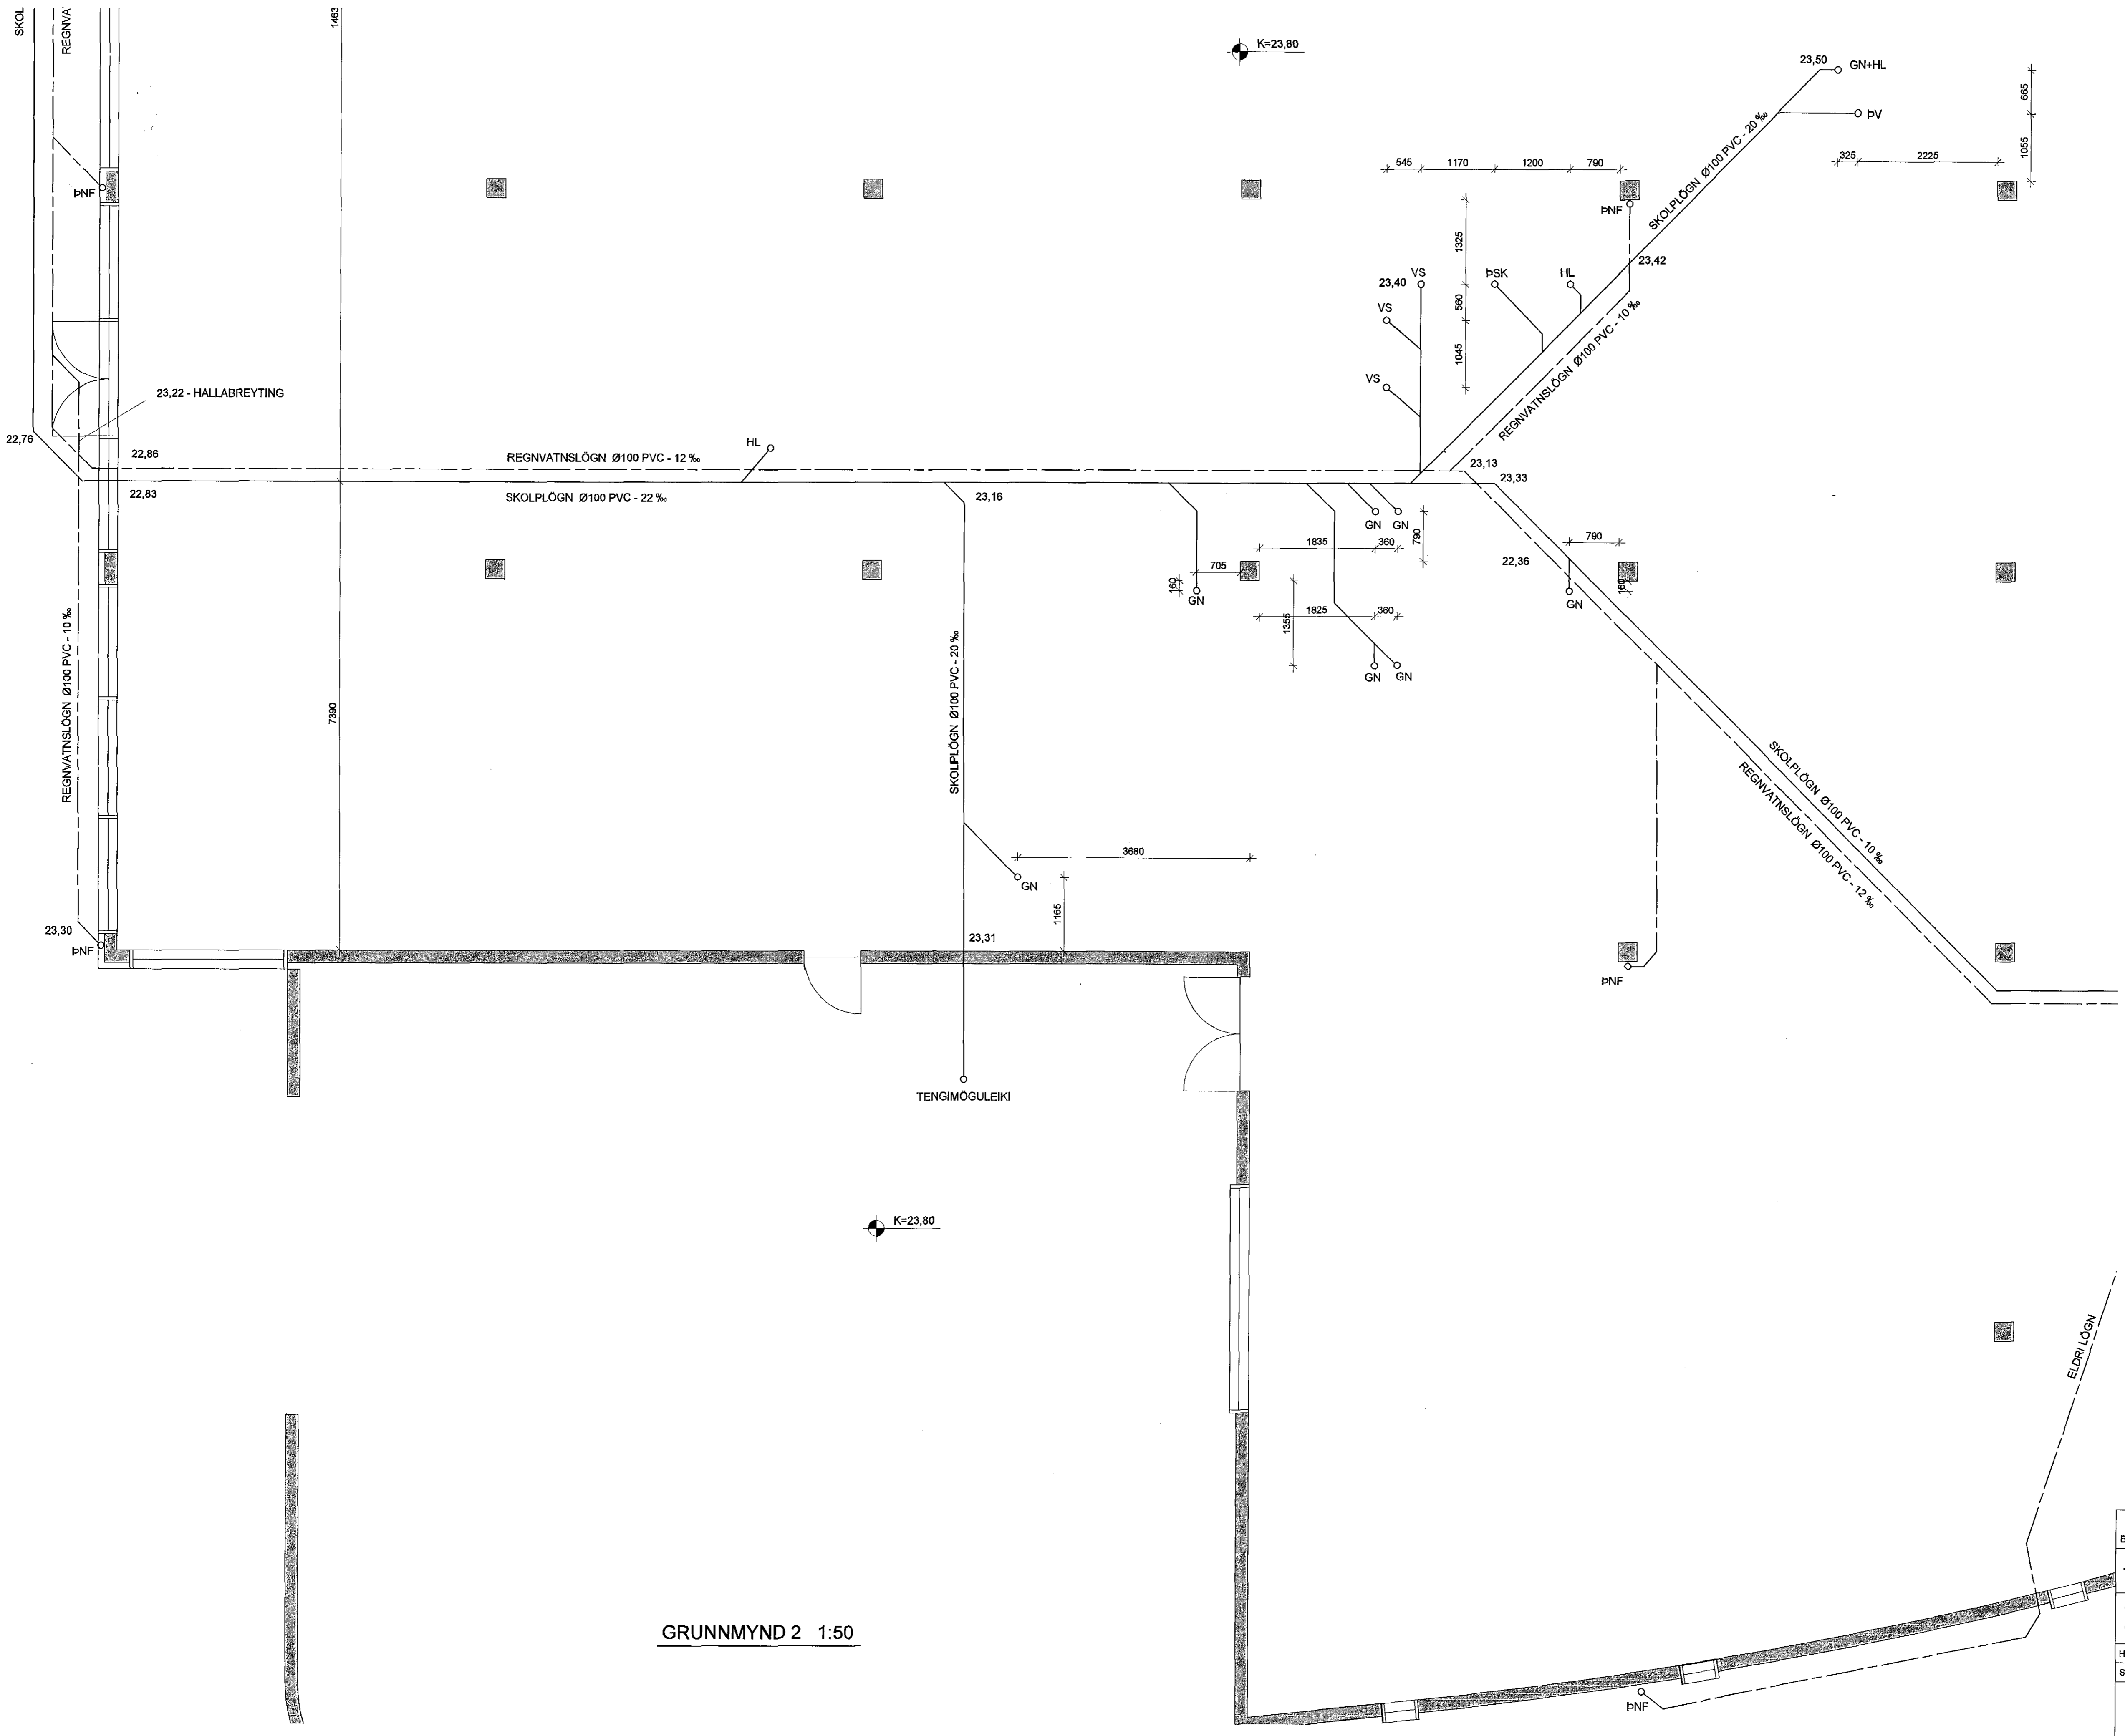 SKOL
REGNVA
1463
K=23,80
23,50
GN+HL
ÞV
665
1055
325
2225
545
1170
1200
790
SKOLPLÖGN Ø100 PVC - 20 ‰
ÞNF
ÞNF
1325
23,42
VS
ÞSK
HL
23,40
560
VS
1045
REGNVATNSLÖGN Ø100 PVC - 10 ‰
VS
23,22 - HALLABREYTING
22,76
HL
22,86
REGNVATNSLÖGN Ø100 PVC - 12 ‰
23,13
23,33
22,83
SKOLPLÖGN Ø100 PVC - 22 ‰
23,16
GN
GN
790
790
1835
360
22,36
705
160
160
GN
GN
1825
360
1355
GN
GN
REGNVATNSLÖGN Ø100 PVC - 10 ‰
7390
SKOLPLÖGN Ø100 PVC - 20 ‰
SKOLPLÖGN Ø100 PVC - 10 ‰
REGNVATNSLÖGN Ø100 PVC - 12 ‰
3680
GN
1165
23,30
23,31
ÞNF
ÞNF
TENGIMÖGULEIKI
K=23,80
ELDRI LÖGN
GRUNNMYND 2 1:50
ÞNF